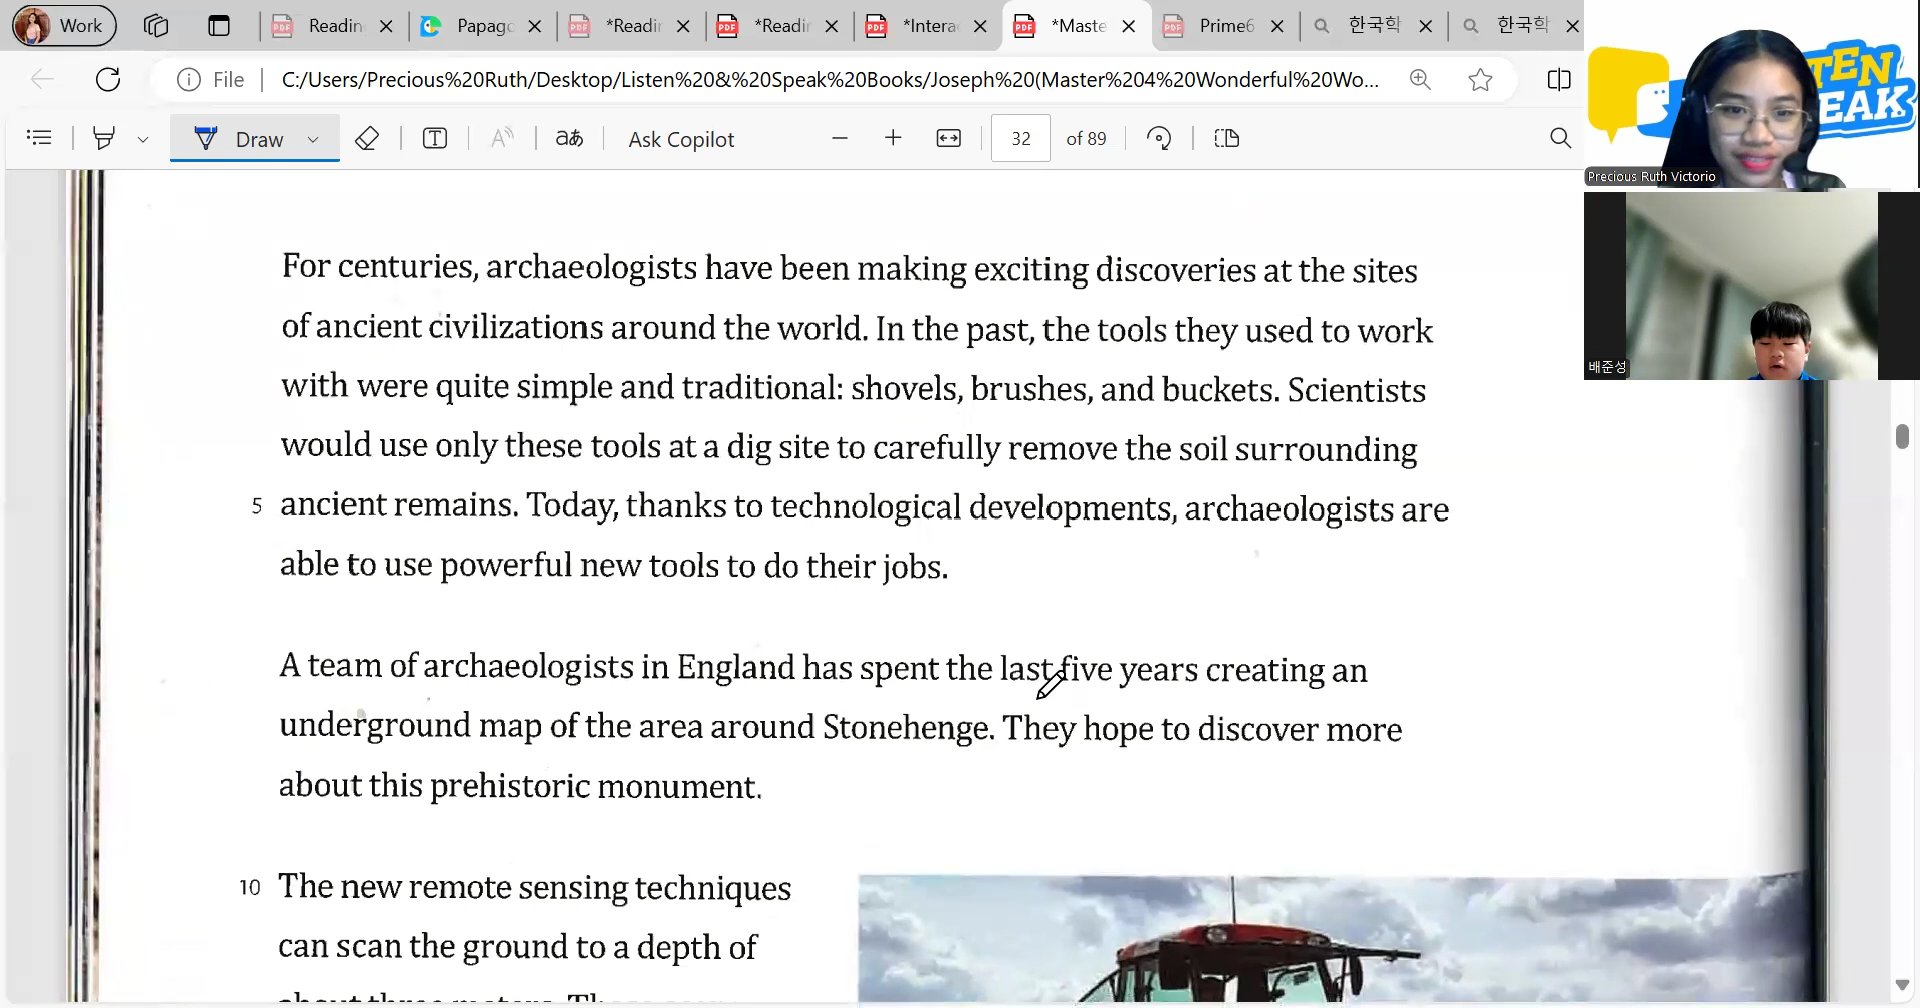 Work
Readin
Papago
*Readin
*Readin
*Intera
*Maste
Prime6
한국학
한국학
File
C:/Users/Precious%20Ruth/Desktop/Listen%20&%20Speak%20Books/Joseph%20(Master%204%20Wonderful%20Wo...
Draw
T
A
aあ
Ask Copilot
32
of 89
TEN
EAK
Precious Ruth Victorio
배준성
For centuries, archaeologists have been making exciting discoveries at the sites
of ancient civilizations around the world. In the past, the tools they used to work
with were quite simple and traditional: shovels, brushes, and buckets. Scientists
would use only these tools at a dig site to carefully remove the soil surrounding
5 ancient remains. Today, thanks to technological developments, archaeologists are
able to use powerful new tools to do their jobs.
A team of archaeologists in England has spent the last five years creating an
underground map of the area around Stonehenge. They hope to discover more
about this prehistoric monument.
10 The new remote sensing techniques
can scan the ground to a depth of